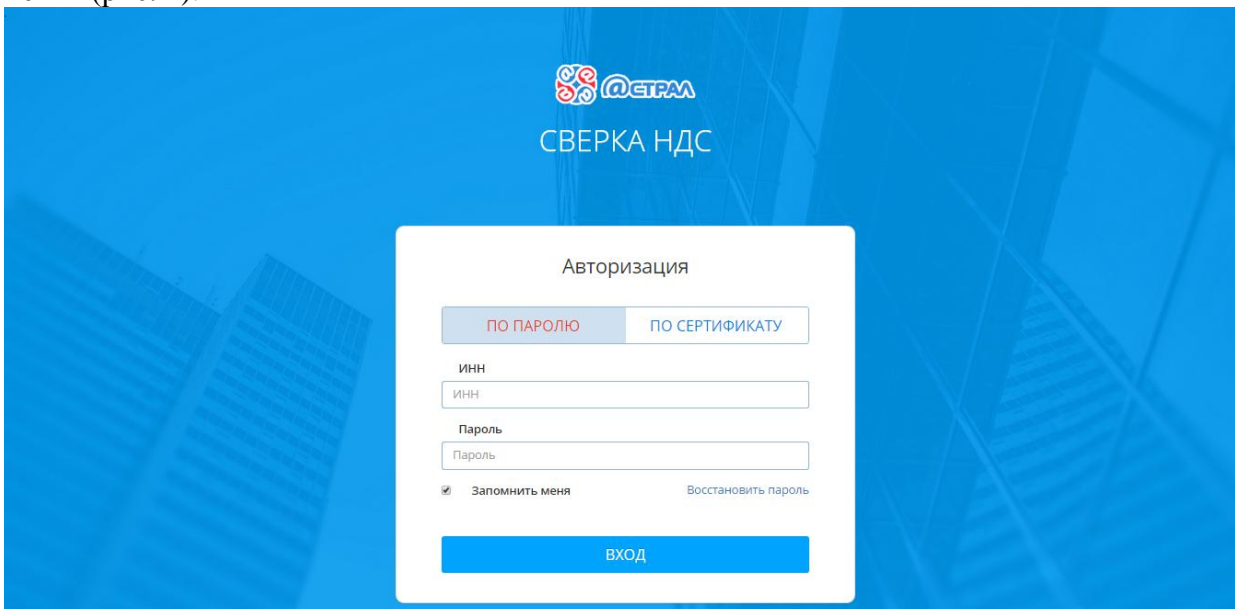 @СТРАЛ
СВЕРКА НДС
Авторизация
ПО ПАРОЛЮ ПО СЕРТИФИКАТУ
ИНН
ИНН
Пароль
Пароль
Запомнить меня Восстановить пароль
ВХОД